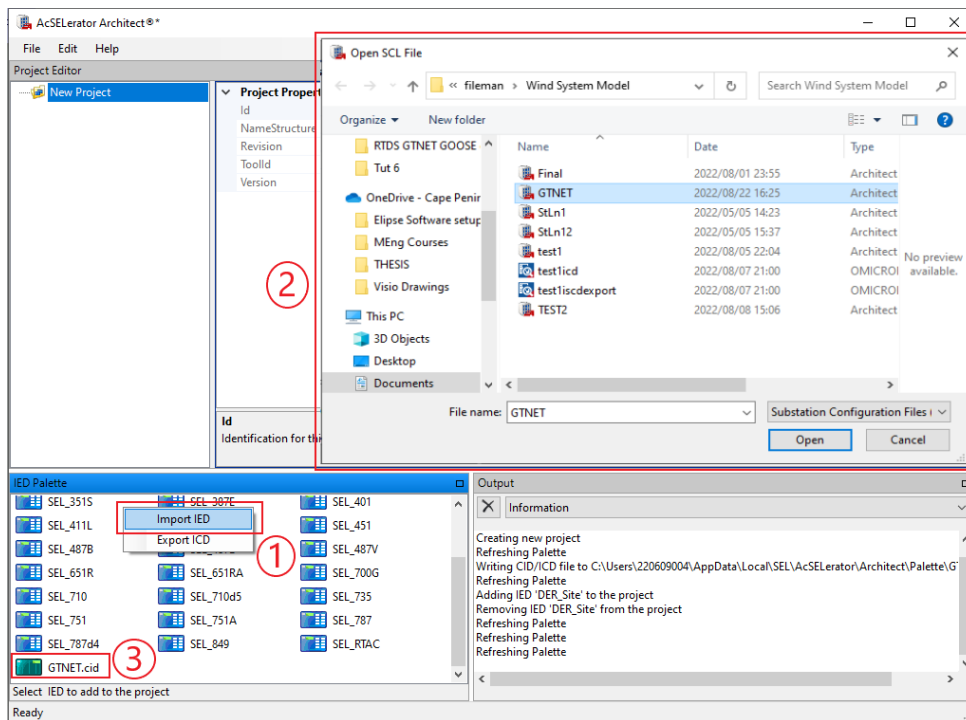 AcSELerator Architect®*
File Edit Help
Project Editor
New Project
Project Propert
Id
NameStructure
Revision
ToolId
Version
Id
Identification for thi
Open SCL File
« fileman > Wind System Model
Search Wind System Model
Organize
New folder
RTDS GTNET GOOSE
Tut 6
OneDrive - Cape Penir
Elipse Software setup
MEng Courses
THESIS
Visio Drawings
This PC
3D Objects
Desktop
Documents
Name Date Type
Final 2022/08/01 23:55 Architect
GTNET 2022/08/22 16:25 Architect
StLn1 2022/05/05 14:23 Architect
StLn12 2022/05/05 15:37 Architect
test1 2022/08/05 22:04 Architect
test1icd 2022/08/07 21:00 OMICROI
test1iscdexport 2022/08/07 21:00 OMICROI
TEST2 2022/08/08 15:06 Architect
No preview
available.
File name: GTNET
Substation Configuration Files (
Open Cancel
2
IED Palette
SEL_351S SEL_387E SEL_401
SEL_411L SEL_451
SEL_487B SEL_487V
SEL_651R SEL_651RA SEL_700G
SEL_710 SEL_710d5 SEL_735
SEL_751 SEL_751A SEL_787
SEL_787d4 SEL_849 SEL_RTAC
GTNET.cid
Import IED
Export ICD
1
3
Select IED to add to the project
Ready
Output
Information
Creating new project
Refreshing Palette
Writing CID/ICD file to C:\Users\220609004\AppData\Local\SEL\AcSELerator\Architect\Palette\G
Refreshing Palette
Adding IED 'DER_Site' to the project
Removing IED 'DER_Site' from the project
Refreshing Palette
Refreshing Palette
Refreshing Palette